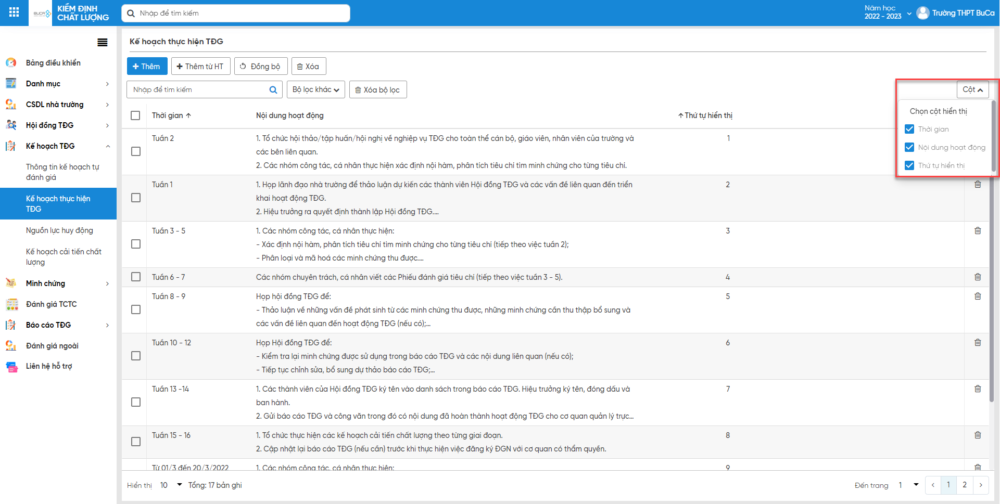 BUCA
KIỂM ĐỊNH
CHẤT LƯỢNG
Nhập để tìm kiếm
Năm học
2022 - 2023
Trường THPT BuCa
Bảng điều khiển
Danh mục
CSDL nhà trường
Hội đồng TĐG
Kế hoạch TĐG
Thông tin kế hoạch tự
đánh giá
Kế hoạch thực hiện
TĐG
Nguồn lực huy động
Kế hoạch cải tiến chất
lượng
Minh chứng
Đánh giá TCTC
Báo cáo TĐG
Đánh giá ngoài
Liên hệ hỗ trợ
Kế hoạch thực hiện TĐG
Thêm
Thêm từ HT
Đồng bộ
Xóa
Nhập để tìm kiếm
Bộ lọc khác
Xóa bộ lọc
Cột
Chọn cột hiển thị
Thời gian
Nội dung hoạt động
Thứ tự hiển thị
Thời gian
Nội dung hoạt động
Thứ tự hiển thị
Tuần 2
1. Tổ chức hội thảo/tập huấn/hội nghị về nghiệp vụ TĐG cho toàn thể cán bộ, giáo viên, nhân viên của trường và
các bên liên quan.
2. Các nhóm công tác, cá nhân thực hiện xác định nội hàm, phân tích tiêu chí tìm minh chứng cho từng tiêu chí.
1
Tuần 1
1. Họp lãnh đạo nhà trường để thảo luận dự kiến các thành viên Hội đồng TĐG và các vấn đề liên quan đến triển
khai hoạt động TĐG.
2. Hiệu trưởng ra quyết định thành lập Hội đồng TĐG....
2
Tuần 3 - 5
1. Các nhóm công tác, cá nhân thực hiện:
- Xác định nội hàm, phân tích tiêu chí tìm minh chứng cho từng tiêu chí (tiếp theo việc tuần 2);
- Phân loại và mã hoá các minh chứng thu được....
3
Tuần 6 - 7
Các nhóm chuyên trách, cá nhân viết các Phiếu đánh giá tiêu chí (tiếp theo việc tuần 3 - 5).
4
Tuần 8 - 9
Họp hội đồng TĐG để:
- Thảo luận về những vấn đề phát sinh từ các minh chứng thu được, những minh chứng cần thu thập bổ sung và
các vấn đề liên quan đến hoạt động TĐG (nếu có);...
5
Tuần 10 - 12
Họp Hội đồng TĐG để:
- Kiểm tra lại minh chứng được sử dụng trong báo cáo TĐG và các nội dung liên quan (nếu có);
- Tiếp tục chỉnh sửa, bổ sung dự thảo báo cáo TĐG;...
6
Tuần 13 -14
1. Các thành viên của Hội đồng TĐG ký tên vào danh sách trong báo cáo TĐG. Hiệu trưởng ký tên, đóng dấu và
ban hành.
2. Gửi báo cáo TĐG và công văn trong đó có nội dung đã hoàn thành hoạt động TĐG cho cơ quan quản lý trực...
7
Tuần 15 - 16
1. Tổ chức thực hiện các kế hoạch cải tiến chất lượng theo từng giai đoạn.
2. Cập nhật lại báo cáo TĐG (nếu cần) trước khi thực hiện việc đăng ký ĐGN với cơ quan có thẩm quyền.
8
Từ 01/3 đến 20/3/2022
1. Các nhóm công tác, cá nhân thực hiện:
9
Hiển thị 10 Tổng: 17 bản ghi
Đến trang 1 < 1 2 >